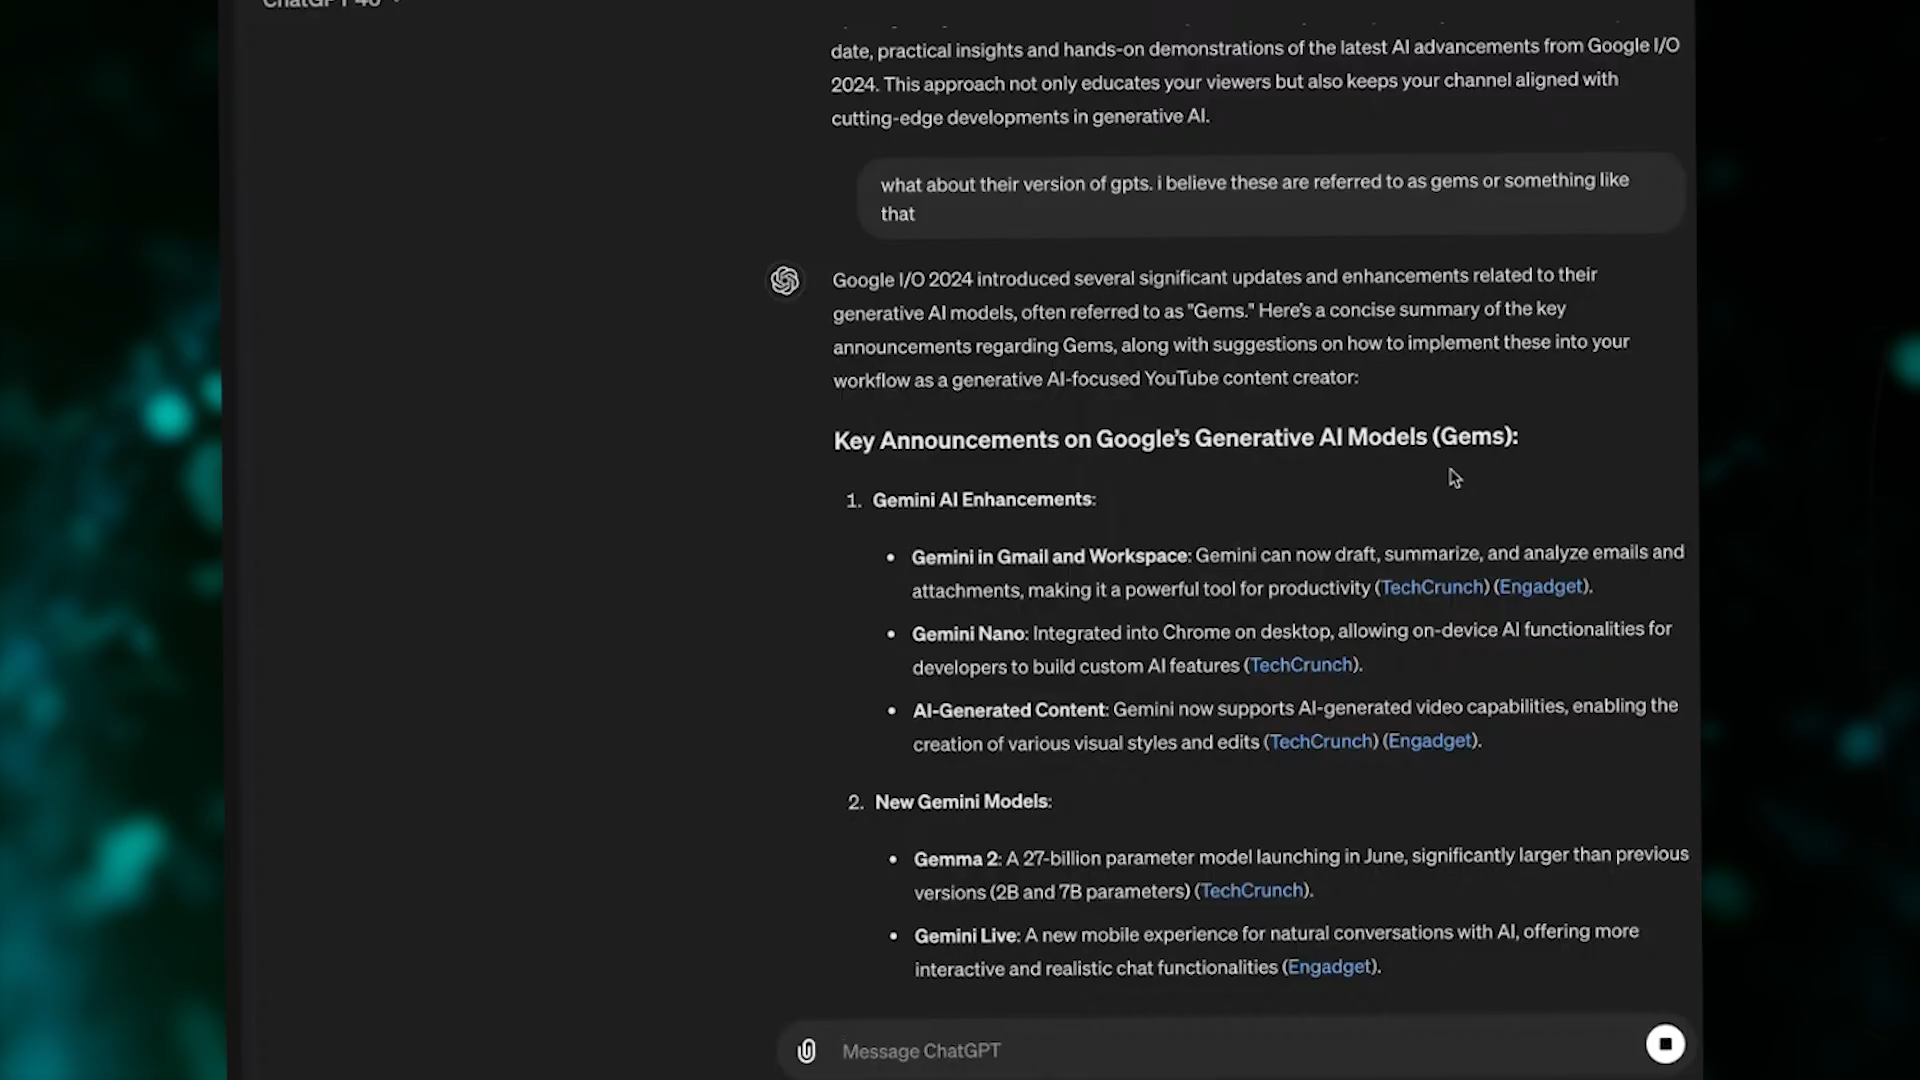 ChatGPT 4o
date, practical insights and hands-on demonstrations of the latest AI advancements from Google I/O
2024. This approach not only educates your viewers but also keeps your channel aligned with
cutting-edge developments in generative AI.
what about their version of gpts. i believe these are referred to as gems or something like
that
Google I/O 2024 introduced several significant updates and enhancements related to their
generative AI models, often referred to as "Gems." Here's a concise summary of the key
announcements regarding Gems, along with suggestions on how to implement these into your
workflow as a generative AI-focused YouTube content creator:
Key Announcements on Google's Generative AI Models (Gems):
1. Gemini AI Enhancements:
• Gemini in Gmail and Workspace: Gemini can now draft, summarize, and analyze emails and
attachments, making it a powerful tool for productivity (TechCrunch) (Engadget).
• Gemini Nano: Integrated into Chrome on desktop, allowing on-device AI functionalities for
developers to build custom AI features (TechCrunch).
• AI-Generated Content: Gemini now supports AI-generated video capabilities, enabling the
creation of various visual styles and edits (TechCrunch) (Engadget).
2. New Gemini Models:
• Gemma 2: A 27-billion parameter model launching in June, significantly larger than previous
versions (2B and 7B parameters) (TechCrunch).
• Gemini Live: A new mobile experience for natural conversations with AI, offering more
interactive and realistic chat functionalities (Engadget).
Message ChatGPT